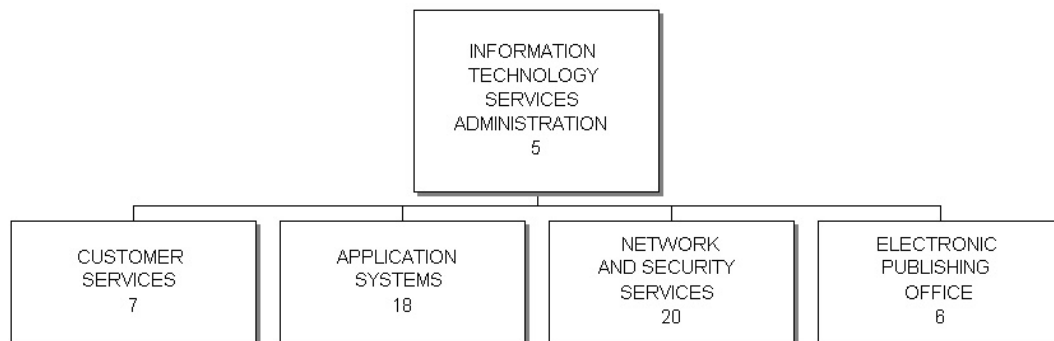 INFORMATION
TECHNOLOGY
SERVICES
ADMINISTRATION
5
CUSTOMER
SERVICES
7
APPLICATION
SYSTEMS
18
NETWORK
AND SECURITY
SERVICES
20
ELECTRONIC
PUBLISHING
OFFICE
6